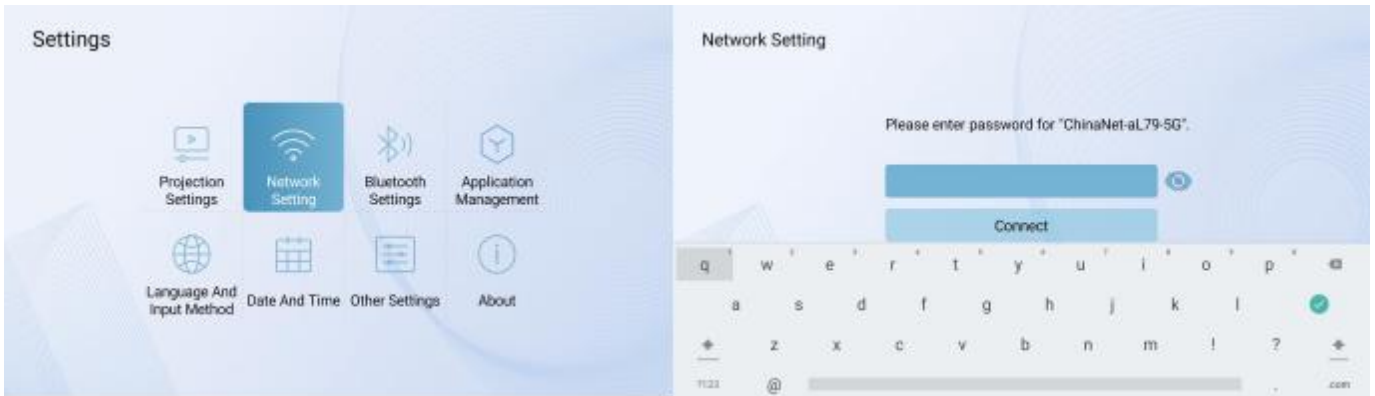 Settings
Projection
Settings
Network
Setting
Bluetooth
Settings
Application
Management
Language And
Input Method
Date And Time
Other Settings
About
Network Setting
Please enter password for "ChinaNet-aL79-5G".
Connect
q w e r t y u i o p
a s d f g h j k l
z x c v b n m ! ?
@ . .com